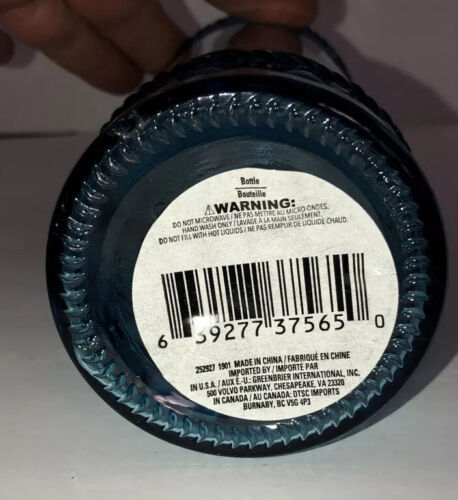 Bottle
Bouteille
⚠WARNING:
DO NOT MICROWAVE / NE PAS METTRE AU MICRO-ONDES.
HAND WASH ONLY / LAVAGE À LA MAIN SEULEMENT.
DO NOT FILL WITH HOT LIQUIDS / NE PAS REMPLIR DE LIQUIDE CHAUD.
6 39277 37565 0
252927 1901 MADE IN CHINA / FABRIQUÉ EN CHINE
IMPORTED BY / IMPORTÉ PAR
IN U.S.A. / AUX É.-U.: GREENBRIER INTERNATIONAL, INC.
500 VOLVO PARKWAY, CHESAPEAKE, VA 23320
IN CANADA / AU CANADA: DTSC IMPORTS
BURNABY, BC V5G 4P3